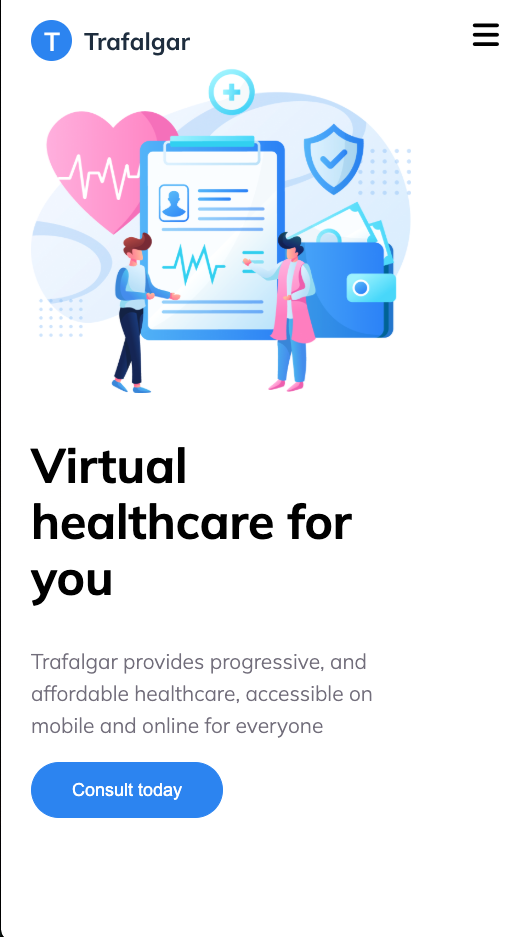 T Trafalgar
Virtual
healthcare for
you
Trafalgar provides progressive, and
affordable healthcare, accessible on
mobile and online for everyone
Consult today